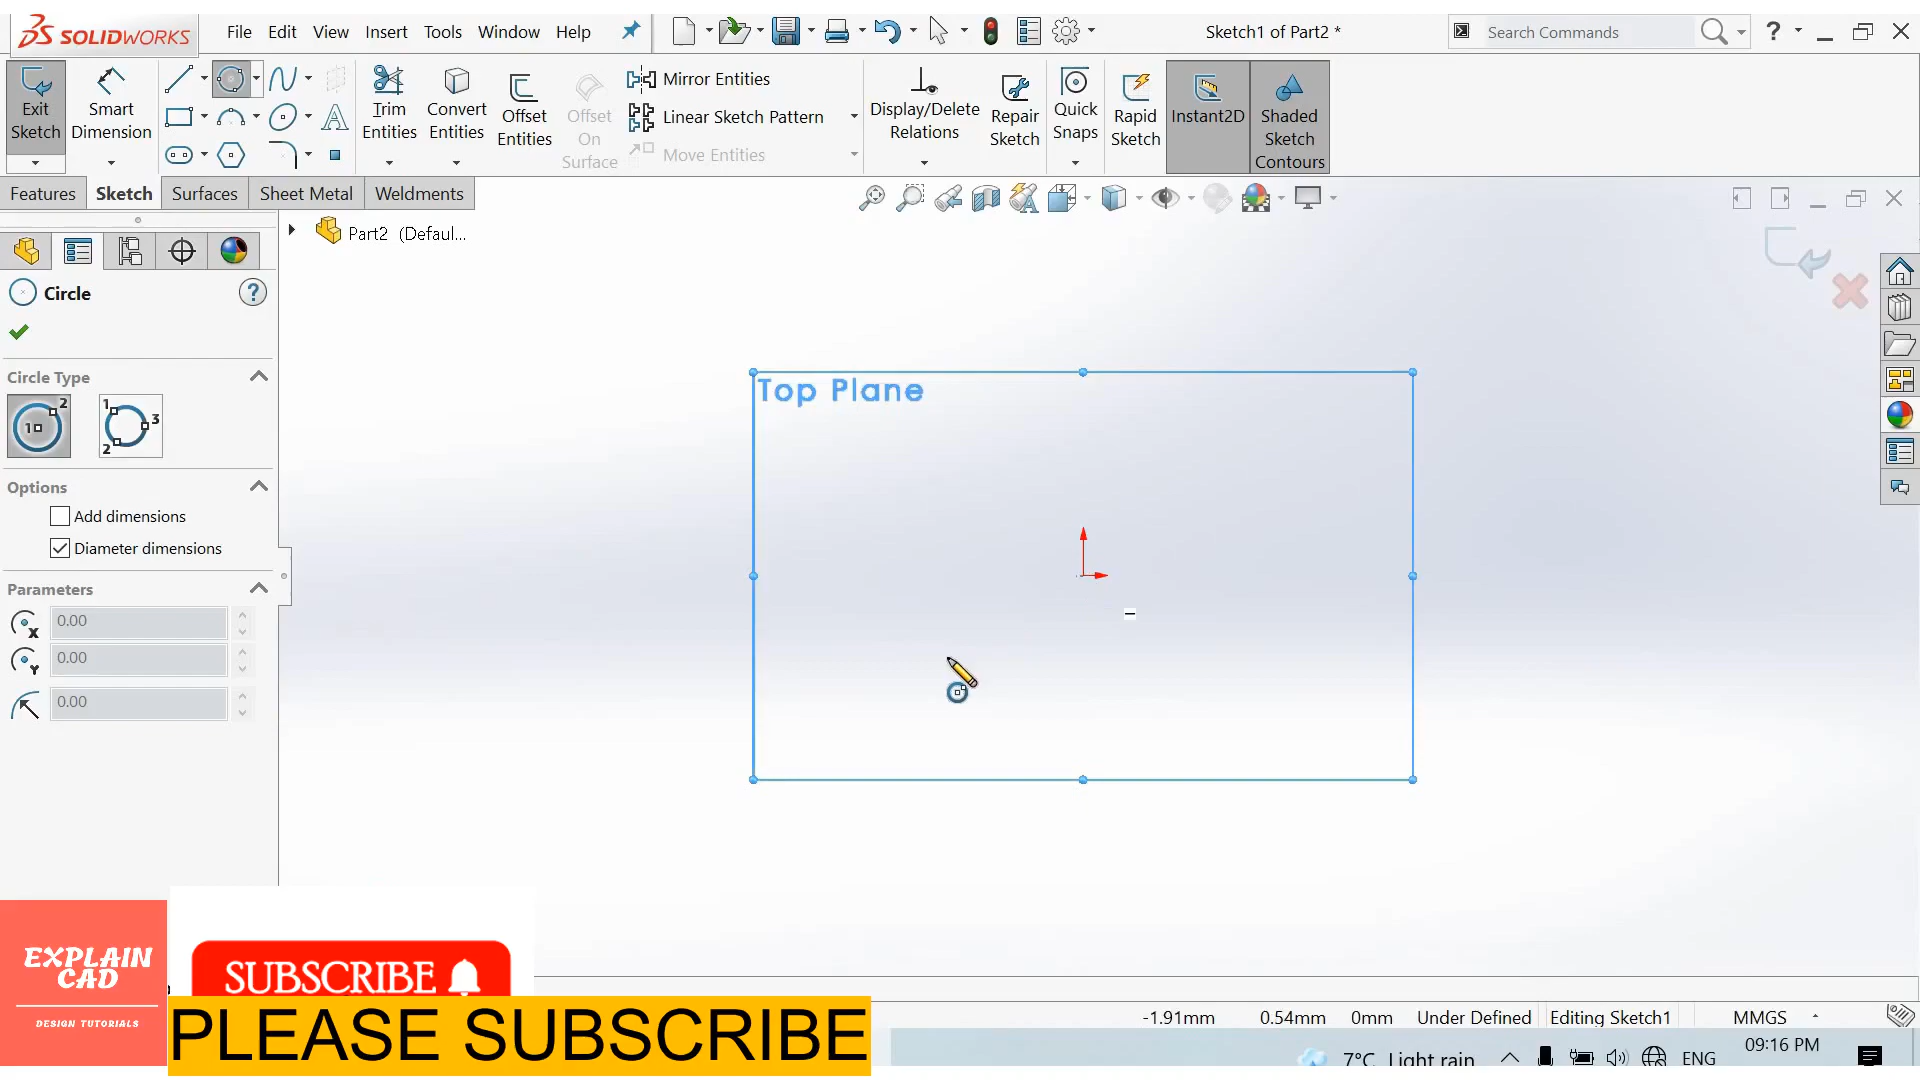 SOLIDWORKS
File Edit View Insert Tools Window Help
Sketch1 of Part2 *
Search Commands
?
Exit Sketch
Smart Dimension
Trim Entities
Convert Entities
Offset Entities
Offset On Surface
Mirror Entities
Linear Sketch Pattern
Move Entities
Display/Delete Relations
Repair Sketch
Quick Snaps
Rapid Sketch
Instant2D
Shaded Sketch Contours
Features Sketch Surfaces Sheet Metal Weldments
Part2 (Defaul...
Circle
?
Circle Type
1 2
1 2 3
Options
Add dimensions
Diameter dimensions
Parameters
X 0.00
Y 0.00
0.00
Top Plane
EXPLAIN
CAD
DESIGN TUTORIALS
SUBSCRIBE
PLEASE SUBSCRIBE
-1.91mm 0.54mm 0mm Under Defined Editing Sketch1 MMGS
7°C Light rain ENG 09:16 PM